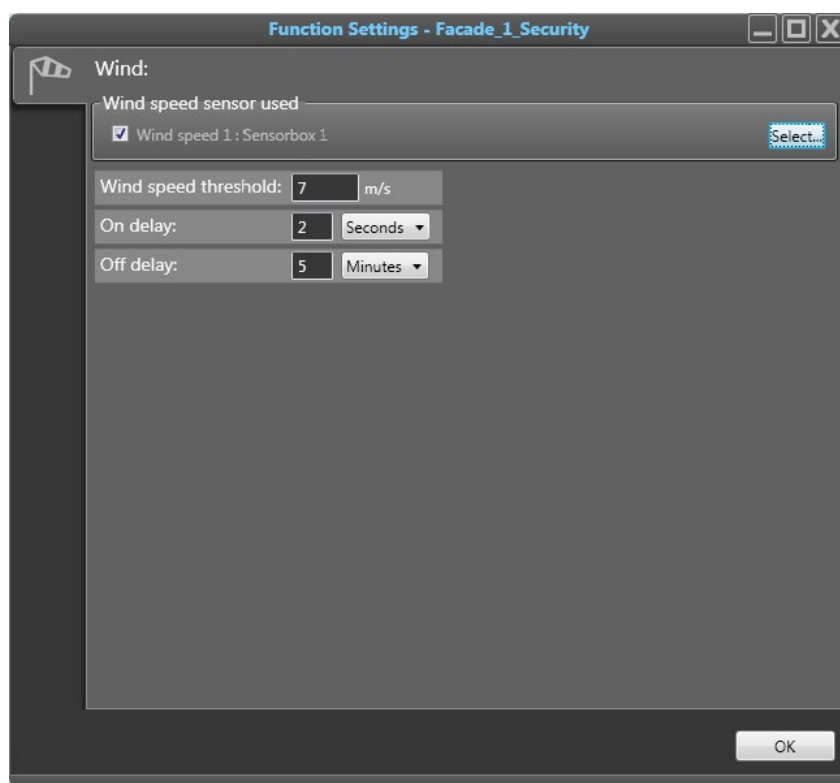 Function Settings - Facade_1_Security
Wind:
Wind speed sensor used
Wind speed 1 : Sensorbox 1
Select...
Wind speed threshold: 7 m/s
On delay: 2 Seconds
Off delay: 5 Minutes
OK